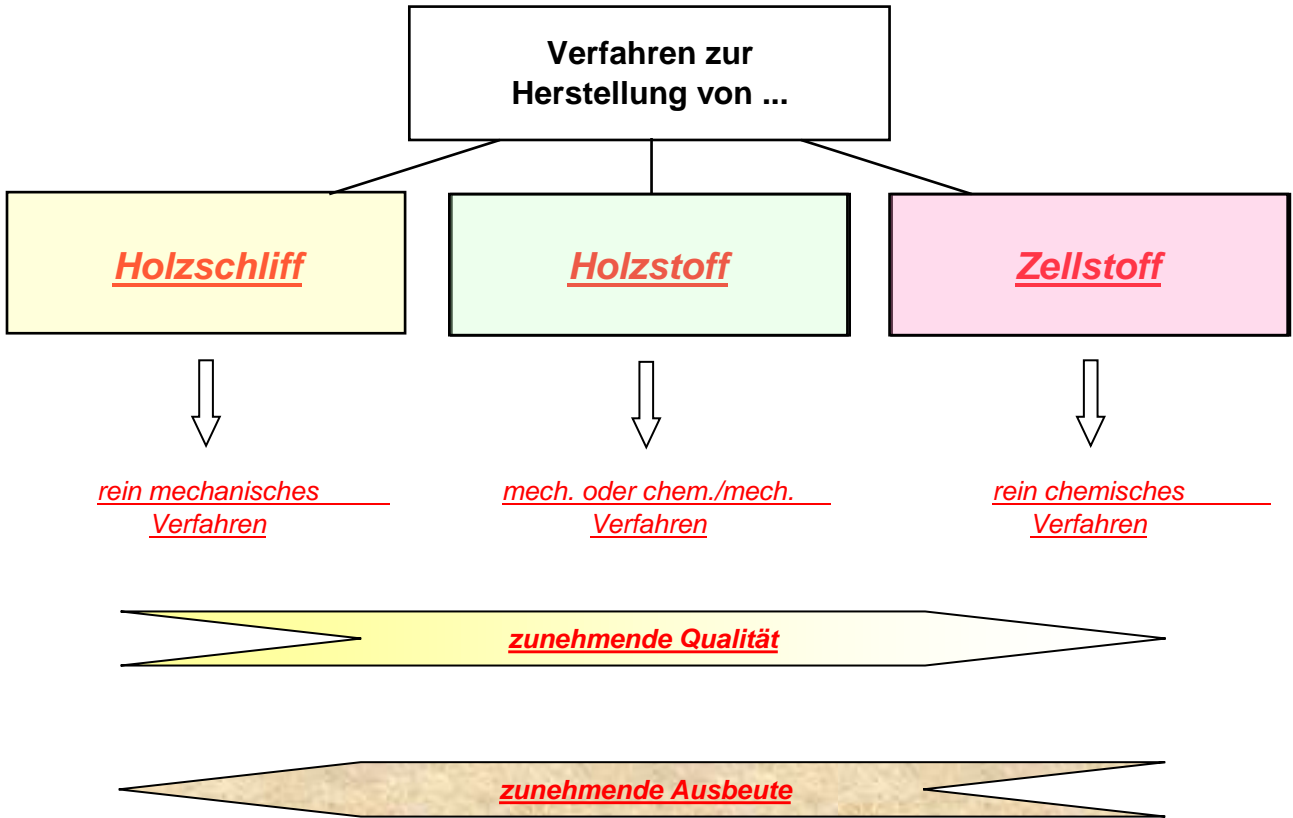 Verfahren zur
Herstellung von ...
Holzschliff
Holzstoff
Zellstoff
rein mechanisches
Verfahren
mech. oder chem./mech.
Verfahren
rein chemisches
Verfahren
zunehmende Qualität
zunehmende Ausbeute